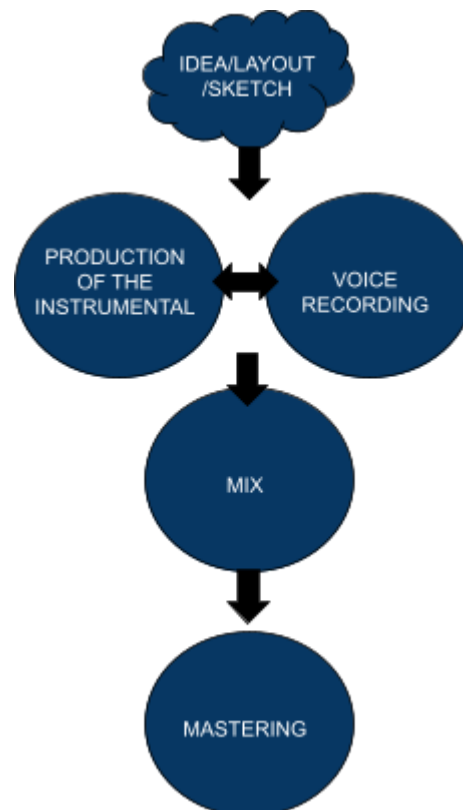 IDEA/LAYOUT
/SKETCH
PRODUCTION
OF THE
INSTRUMENTAL
VOICE
RECORDING
MIX
MASTERING